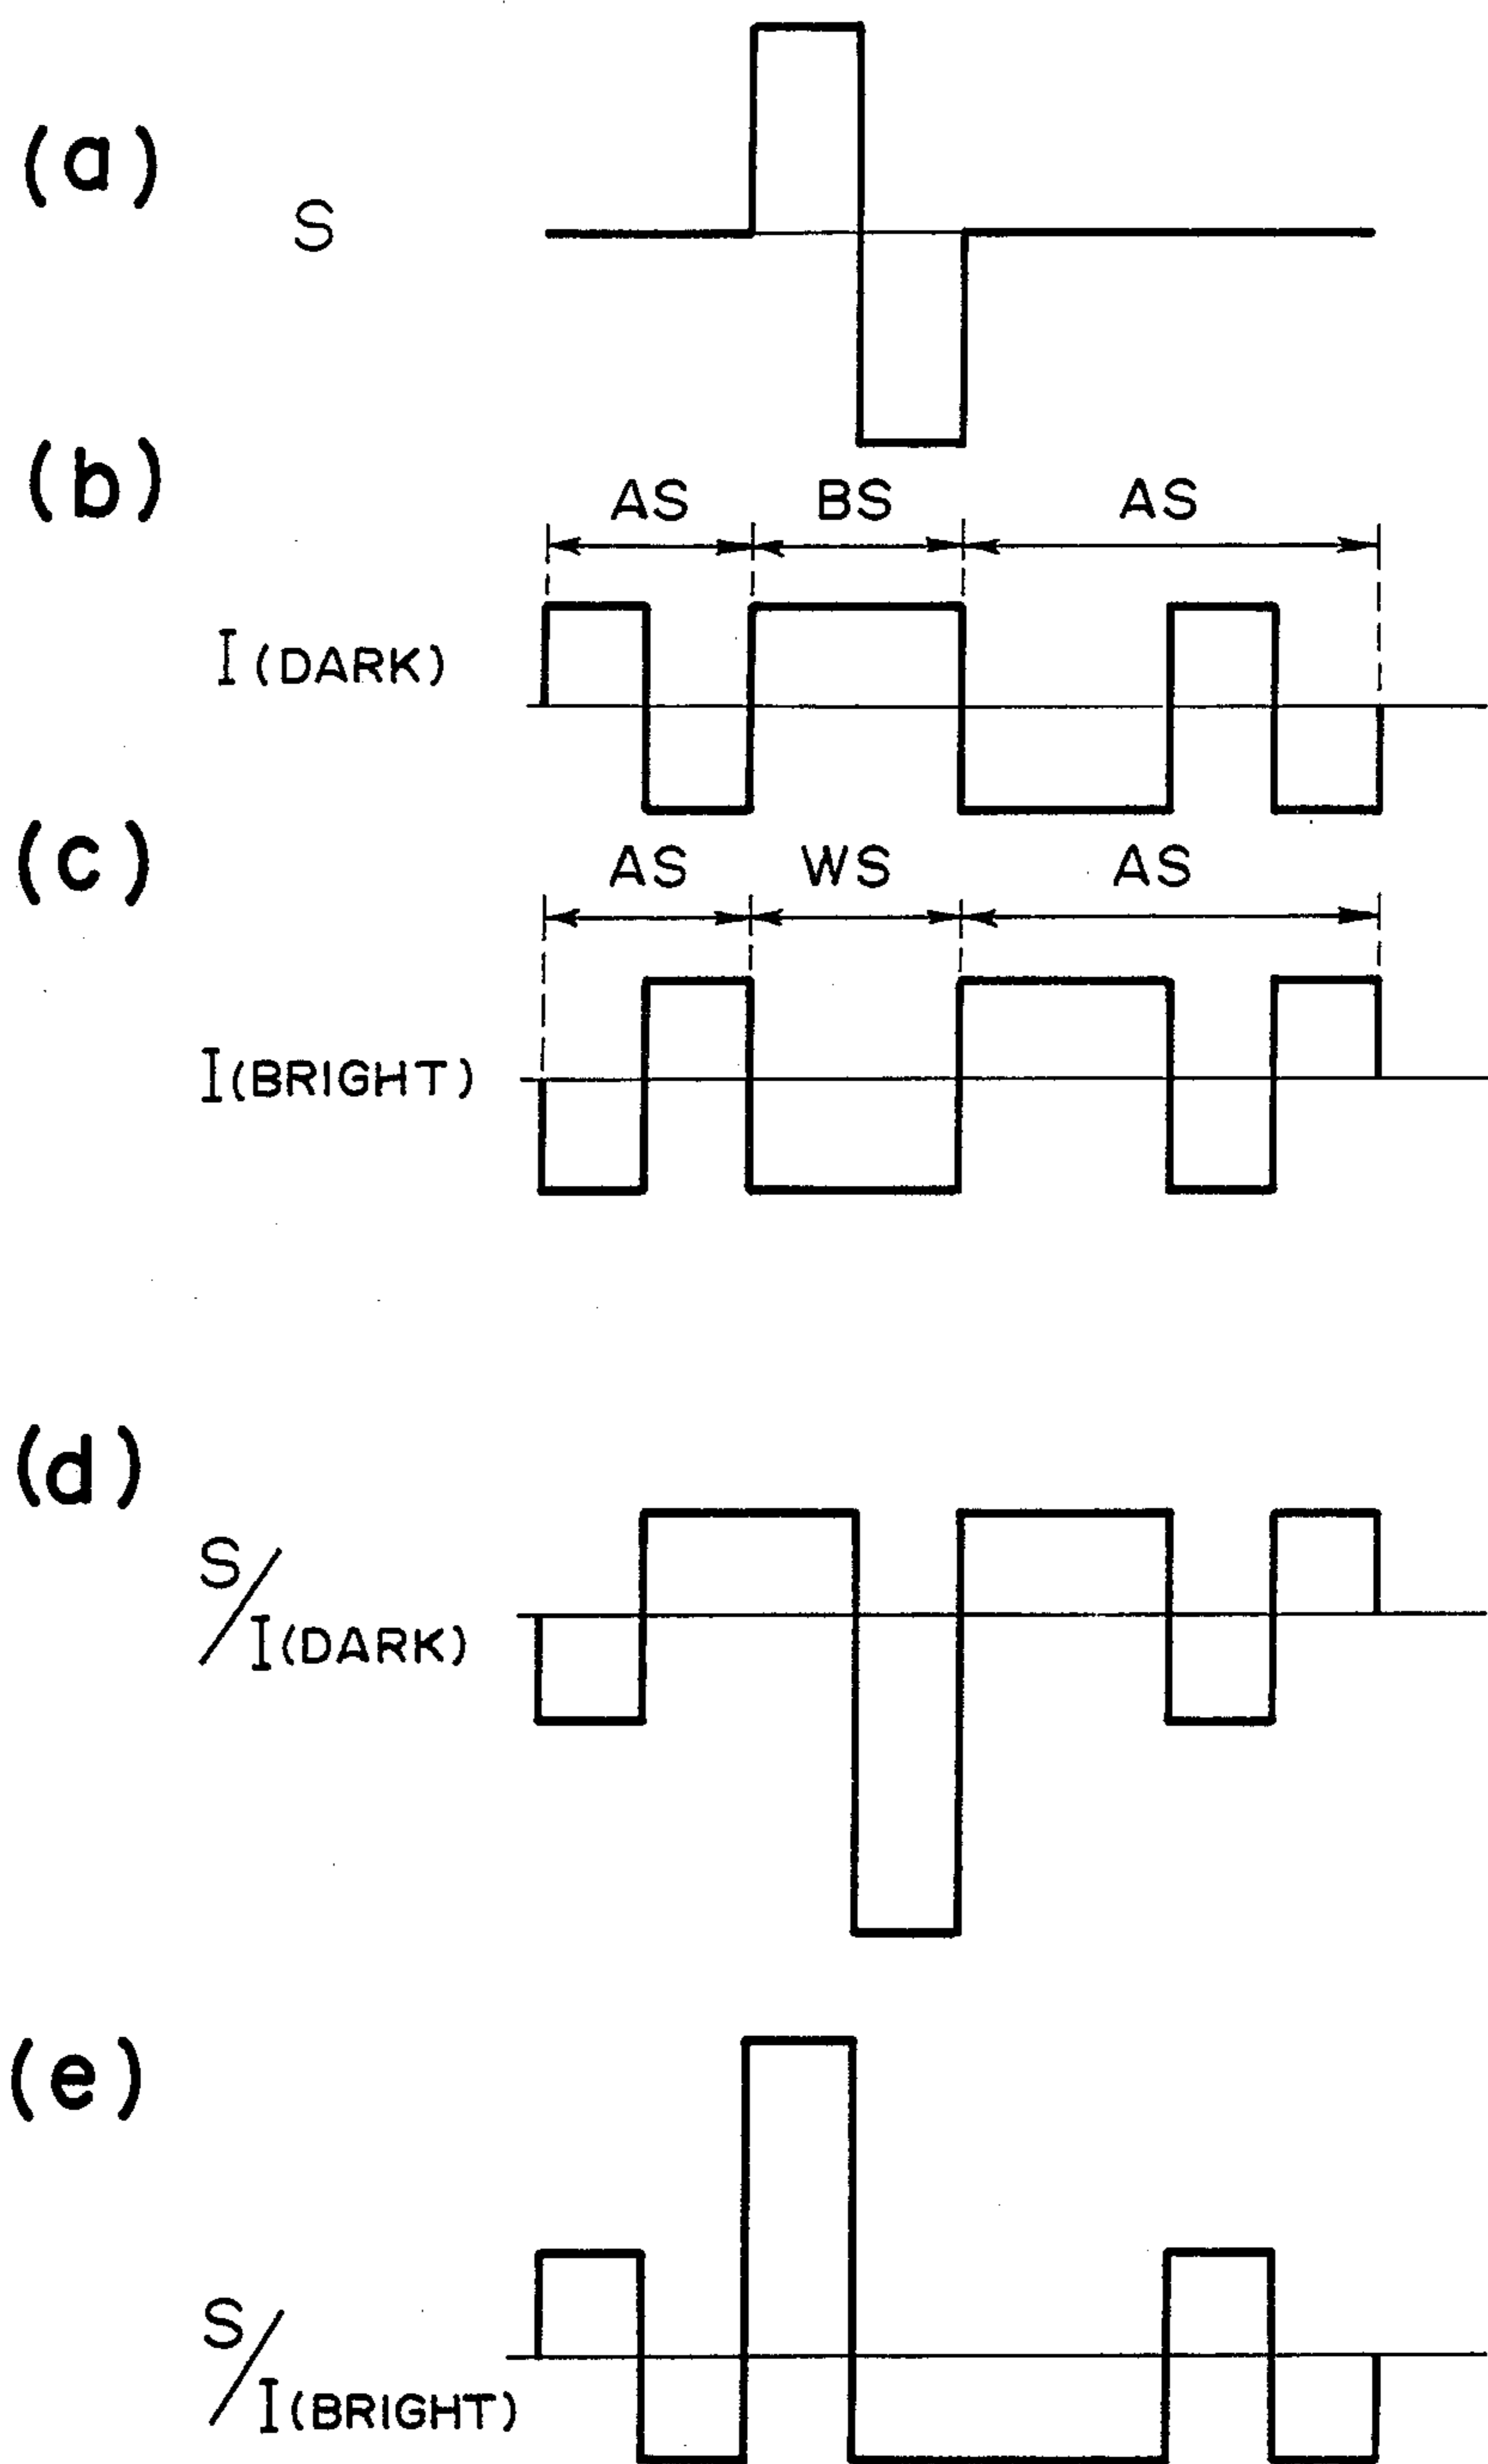 (a)
S
(b)
AS BS AS
I (DARK)
(c)
AS WS AS
I (BRIGHT)
(d)
S/I (DARK)
(e)
S/I (BRIGHT)